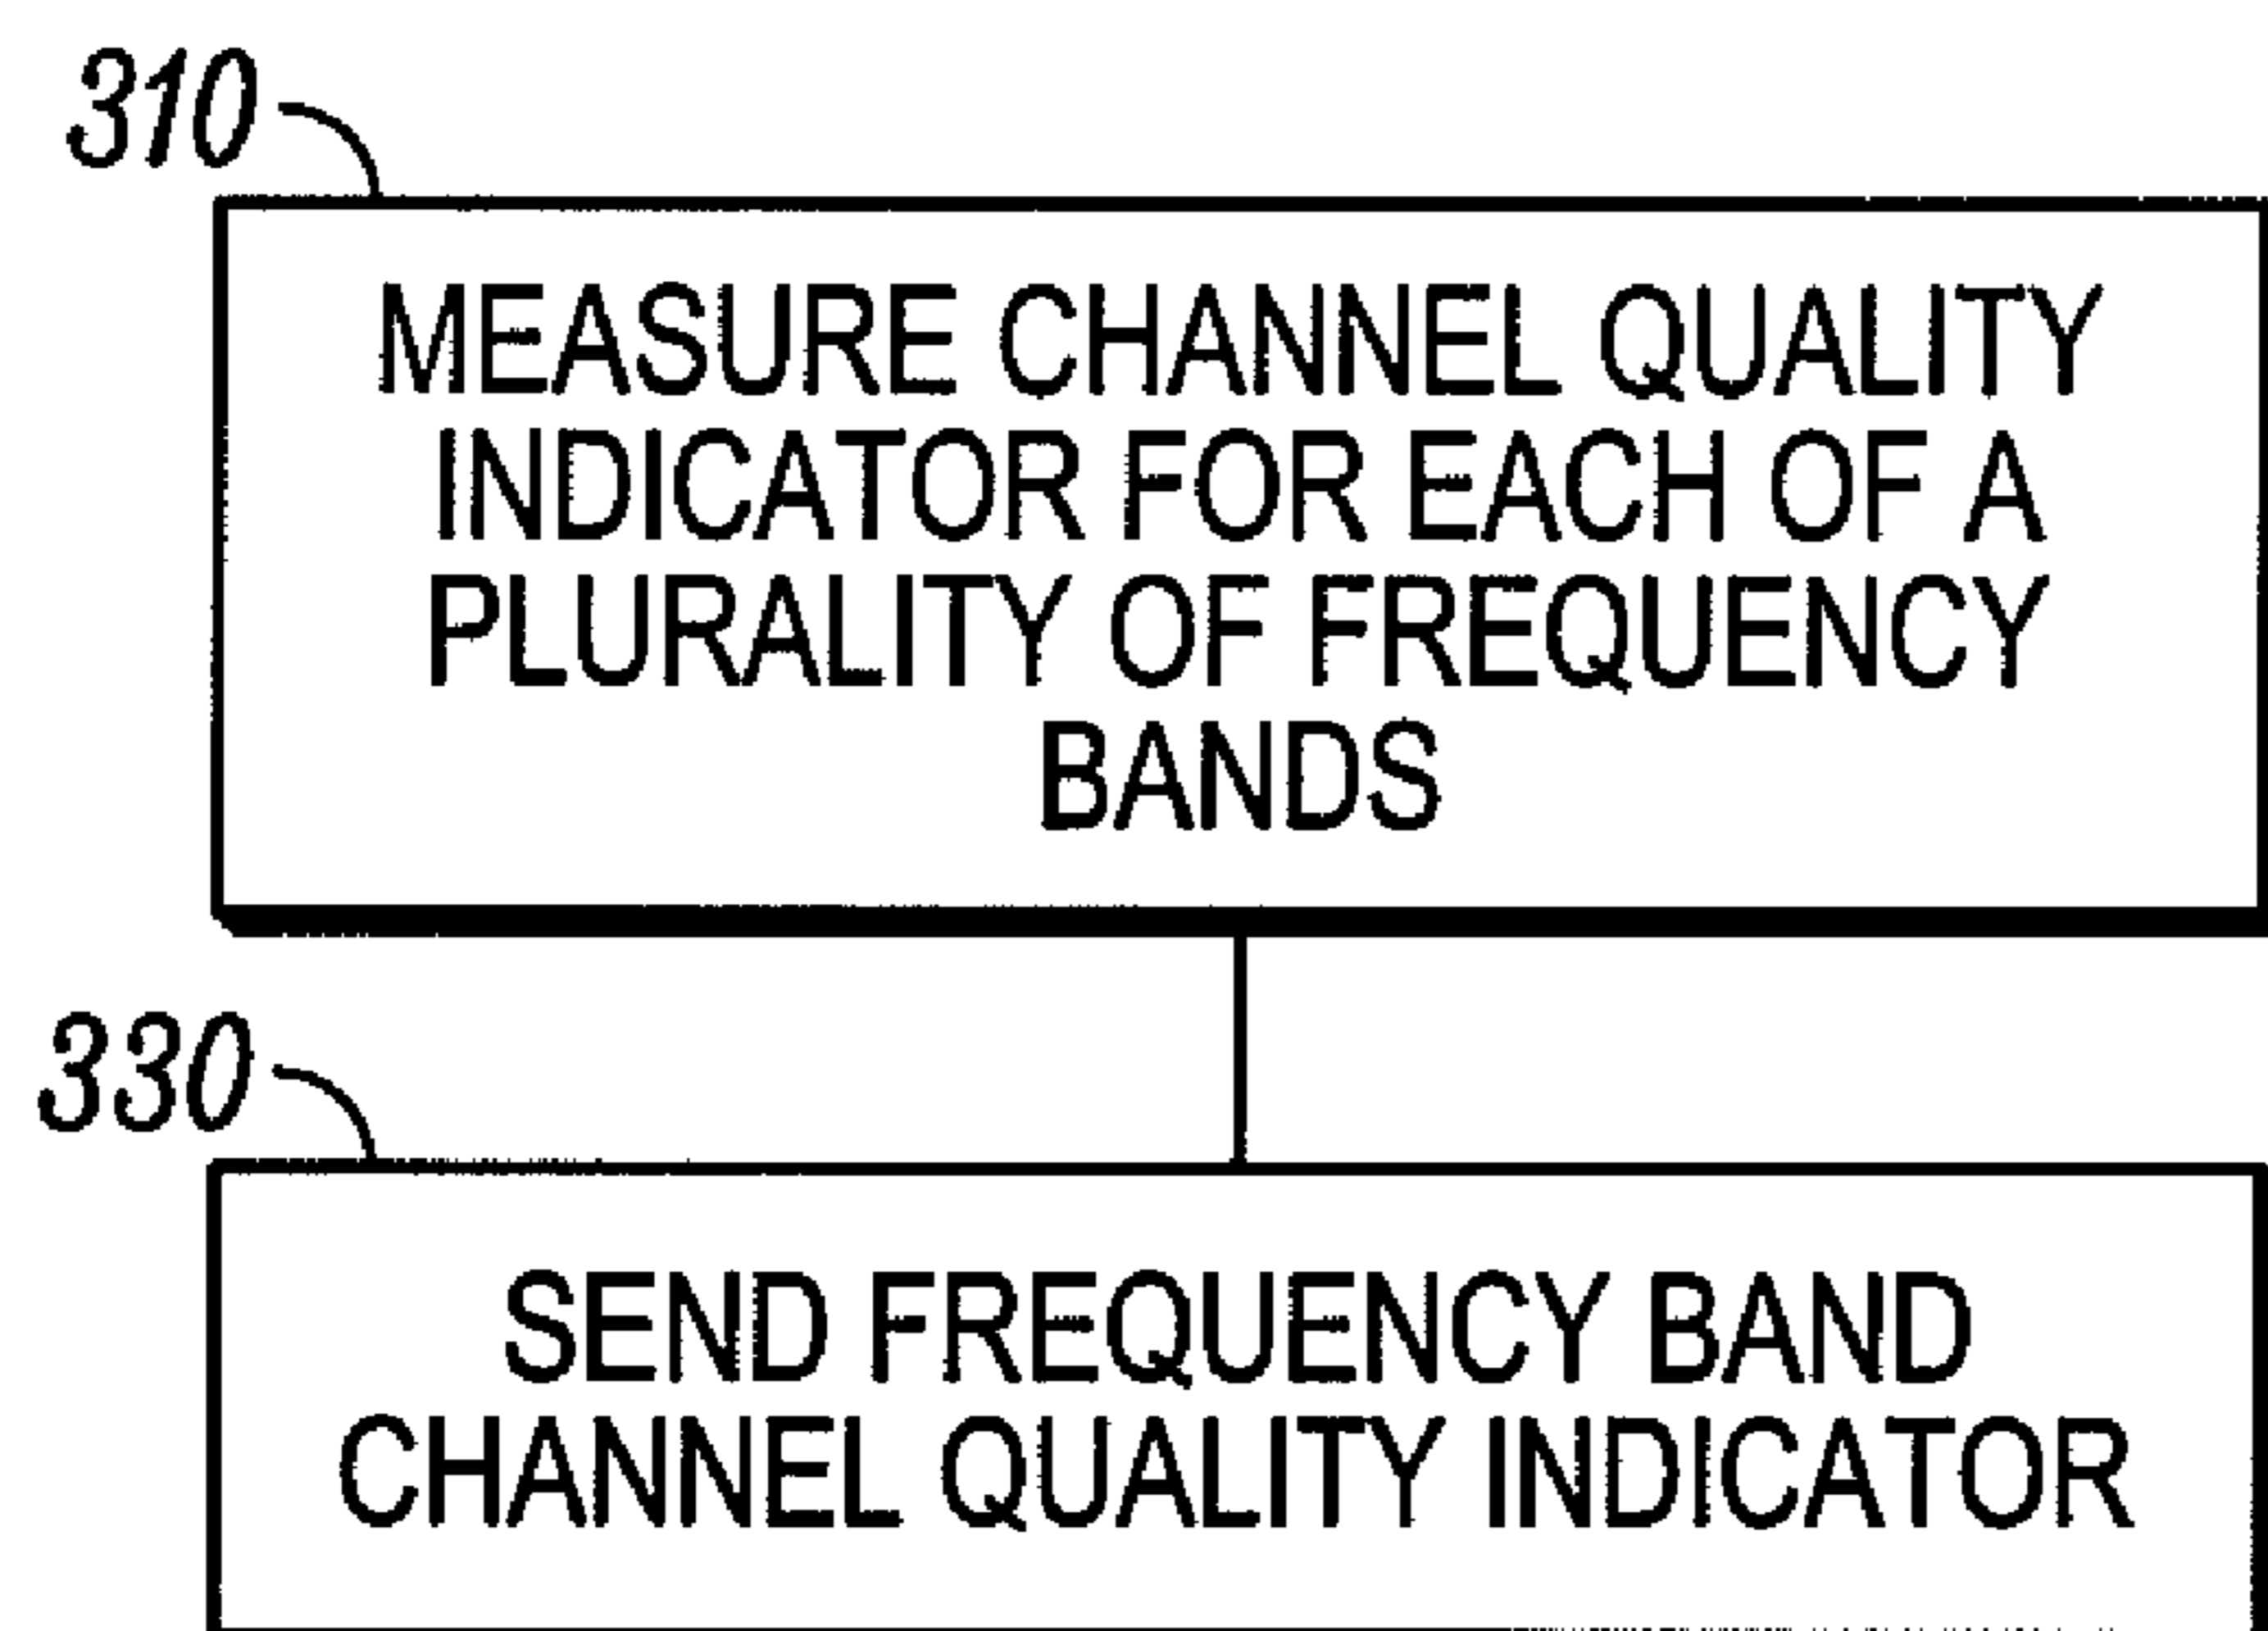 310
MEASURE CHANNEL QUALITY
INDICATOR FOR EACH OF A
PLURALITY OF FREQUENCY
BANDS
330
SEND FREQUENCY BAND
CHANNEL QUALITY INDICATOR